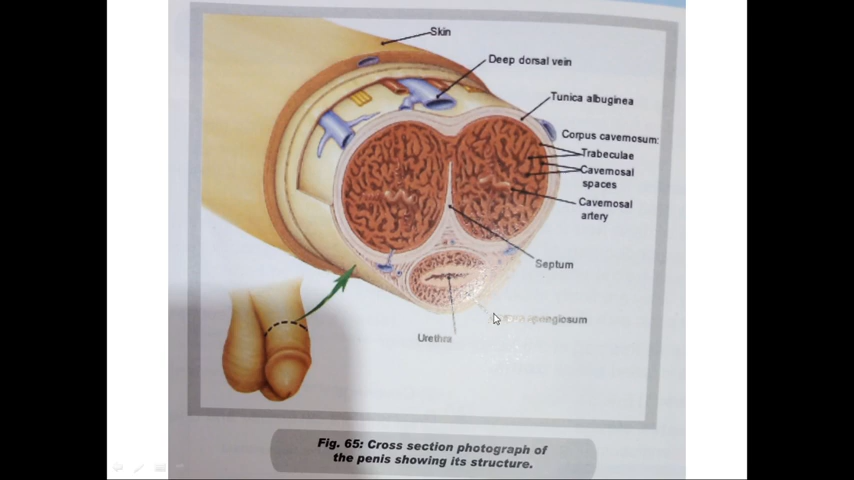 Skin
Deep dorsal vein
Tunica albuginea
Corpus cavernosum:
Trabeculae
Cavernosal
spaces
Cavernosal
artery
Septum
spongiosum
Urethra
Fig. 65: Cross section photograph of
the penis showing its structure.